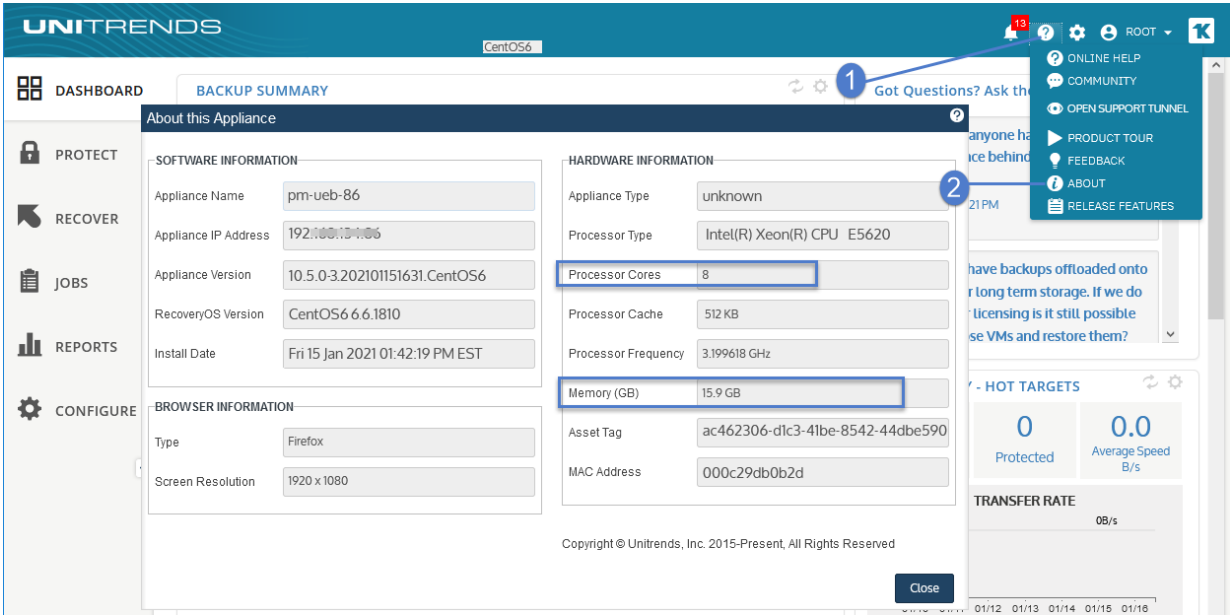 UNITRENDS
CentOS6
13
ROOT
1
ONLINE HELP
COMMUNITY
OPEN SUPPORT TUNNEL
PRODUCT TOUR
FEEDBACK
2
ABOUT
RELEASE FEATURES
DASHBOARD
PROTECT
RECOVER
JOBS
REPORTS
CONFIGURE
BACKUP SUMMARY
Got Questions? Ask the
About this Appliance
SOFTWARE INFORMATION
Appliance Name pm-ueb-86
Appliance IP Address 192.
Appliance Version 10.5.0-3.202101151631.CentOS6
RecoveryOS Version CentOS6 6.6.1810
Install Date Fri 15 Jan 2021 01:42:19 PM EST
BROWSER INFORMATION
Type Firefox
Screen Resolution 1920 x 1080
HARDWARE INFORMATION
Appliance Type unknown
Processor Type Intel(R) Xeon(R) CPU E5620
Processor Cores 8
Processor Cache 512 KB
Processor Frequency 3.199618 GHz
Memory (GB) 15.9 GB
Asset Tag ac462306-d1c3-41be-8542-44dbe590
MAC Address 000c29db0b2d
Copyright © Unitrends, Inc. 2015-Present, All Rights Reserved
Close
anyone ha
ce behind
21 PM
have backups offloaded onto
r long term storage. If we do
licensing is it still possible
se VMs and restore them?
- HOT TARGETS
0
Protected
0.0
Average Speed
B/s
TRANSFER RATE
0B/s
01/12 01/13 01/14 01/15 01/16